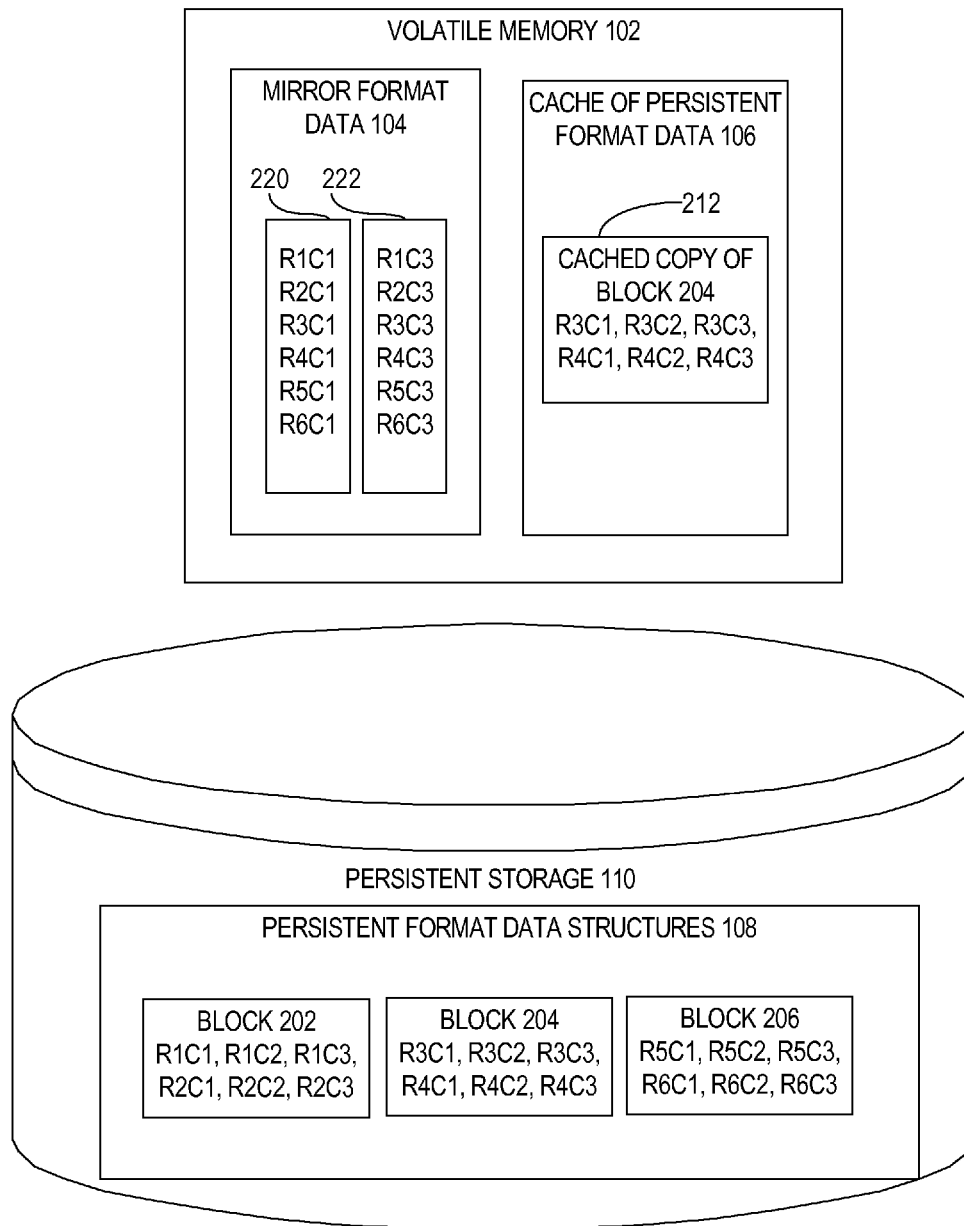 VOLATILE MEMORY 102
MIRROR FORMAT
DATA 104
220
222
R1C1
R2C1
R3C1
R4C1
R5C1
R6C1
R1C3
R2C3
R3C3
R4C3
R5C3
R6C3
CACHE OF PERSISTENT
FORMAT DATA 106
212
CACHED COPY OF
BLOCK 204
R3C1, R3C2, R3C3,
R4C1, R4C2, R4C3
PERSISTENT STORAGE 110
PERSISTENT FORMAT DATA STRUCTURES 108
BLOCK 202
R1C1, R1C2, R1C3,
R2C1, R2C2, R2C3
BLOCK 204
R3C1, R3C2, R3C3,
R4C1, R4C2, R4C3
BLOCK 206
R5C1, R5C2, R5C3,
R6C1, R6C2, R6C3